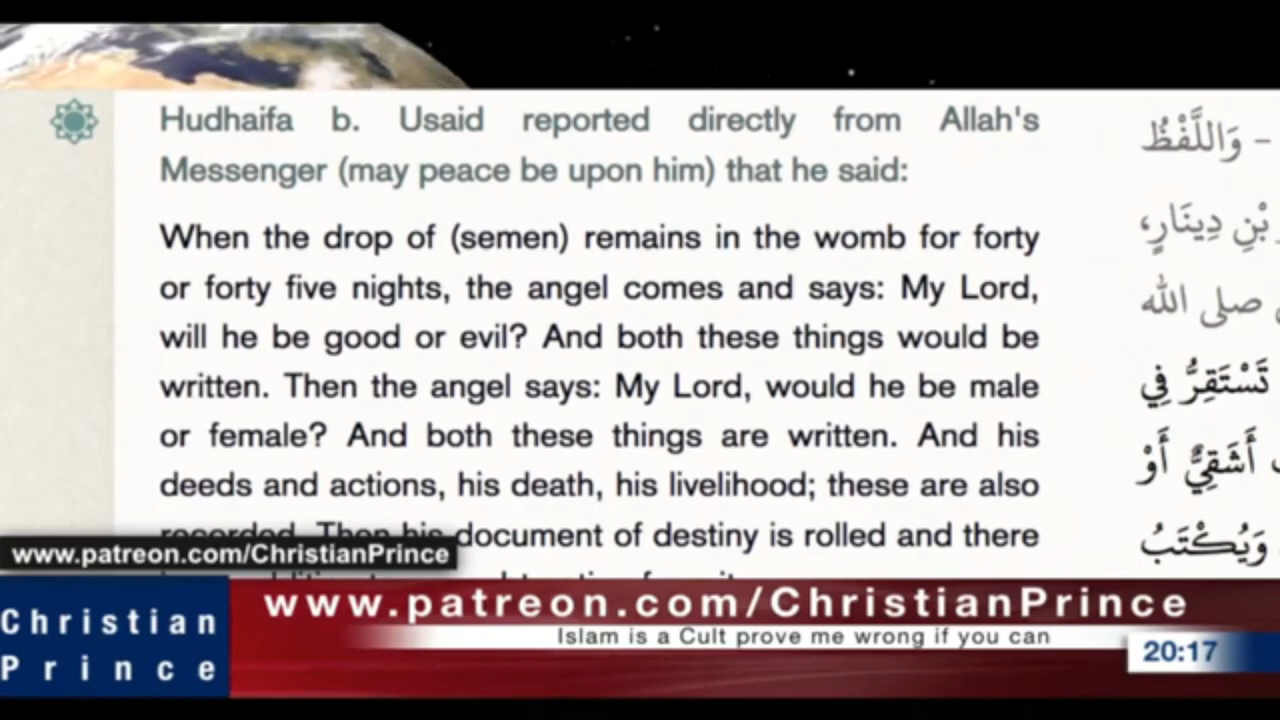 Hudhaifa b. Usaid reported directly from Allah's
Messenger (may peace be upon him) that he said:
When the drop of (semen) remains in the womb for forty
or forty five nights, the angel comes and says: My Lord,
will he be good or evil? And both these things would be
written. Then the angel says: My Lord, would he be male
or female? And both these things are written. And his
deeds and actions, his death, his livelihood; these are also
recorded. Then his document of destiny is rolled and there
- وَاللَّفْظُ
بْنِ دِينَارٍ،
صلى الله
تَسْتَقِرُّ فِي
أَشَقِيٌّ أَوْ
وَيُكْتَبُ
www.patreon.com/ChristianPrince
Christian
Prince
www.patreon.com/ChristianPrince
Islam is a Cult prove me wrong if you can
20:17